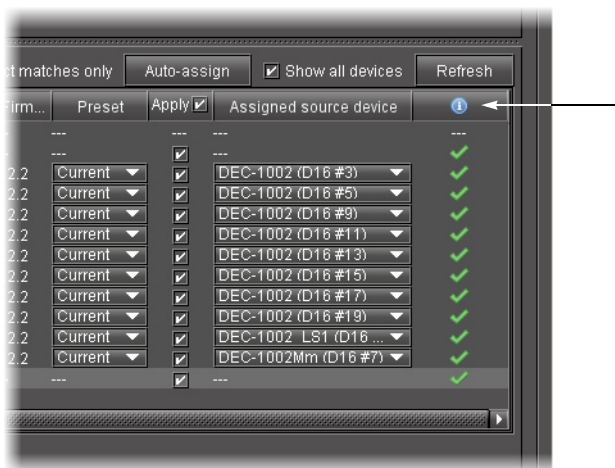 ct matches only Auto-assign Show all devices Refresh
Firm... Preset Apply Assigned source device
--- --- --- ---
--- ---
2.2 Current DEC-1002 (D16 #3)
2.2 Current DEC-1002 (D16 #5)
2.2 Current DEC-1002 (D16 #9)
2.2 Current DEC-1002 (D16 #11)
2.2 Current DEC-1002 (D16 #13)
2.2 Current DEC-1002 (D16 #15)
2.2 Current DEC-1002 (D16 #17)
2.2 Current DEC-1002 (D16 #19)
2.2 Current DEC-1002_LS1 (D16 ...
2.2 Current DEC-1002Mm (D16 #7)
--- ---